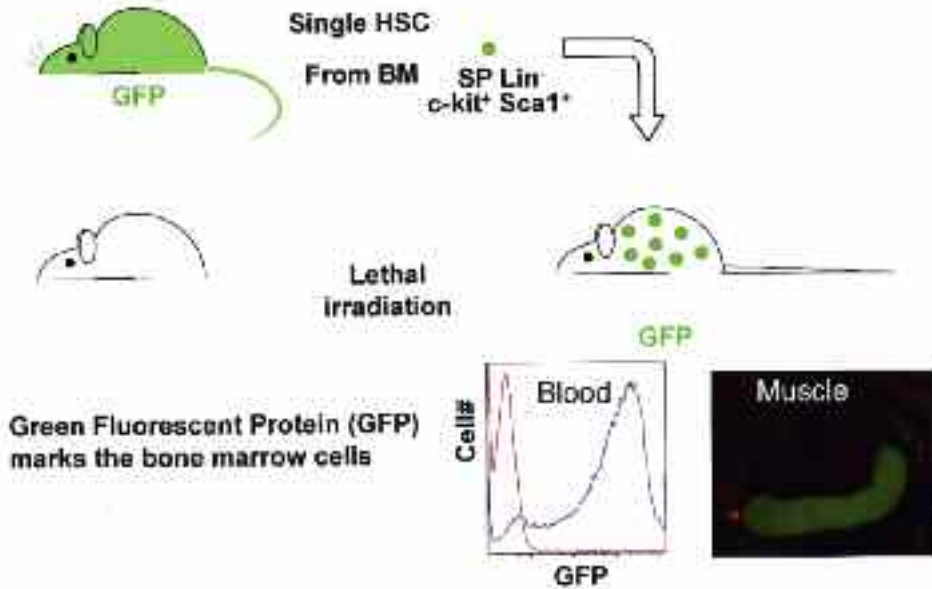 Single HSC
From BM
GFP
SP Lin
c-kit⁺ Sca1⁺
Lethal
irradiation
GFP
Green Fluorescent Protein (GFP)
marks the bone marrow cells
Blood
Cell#
GFP
Muscle